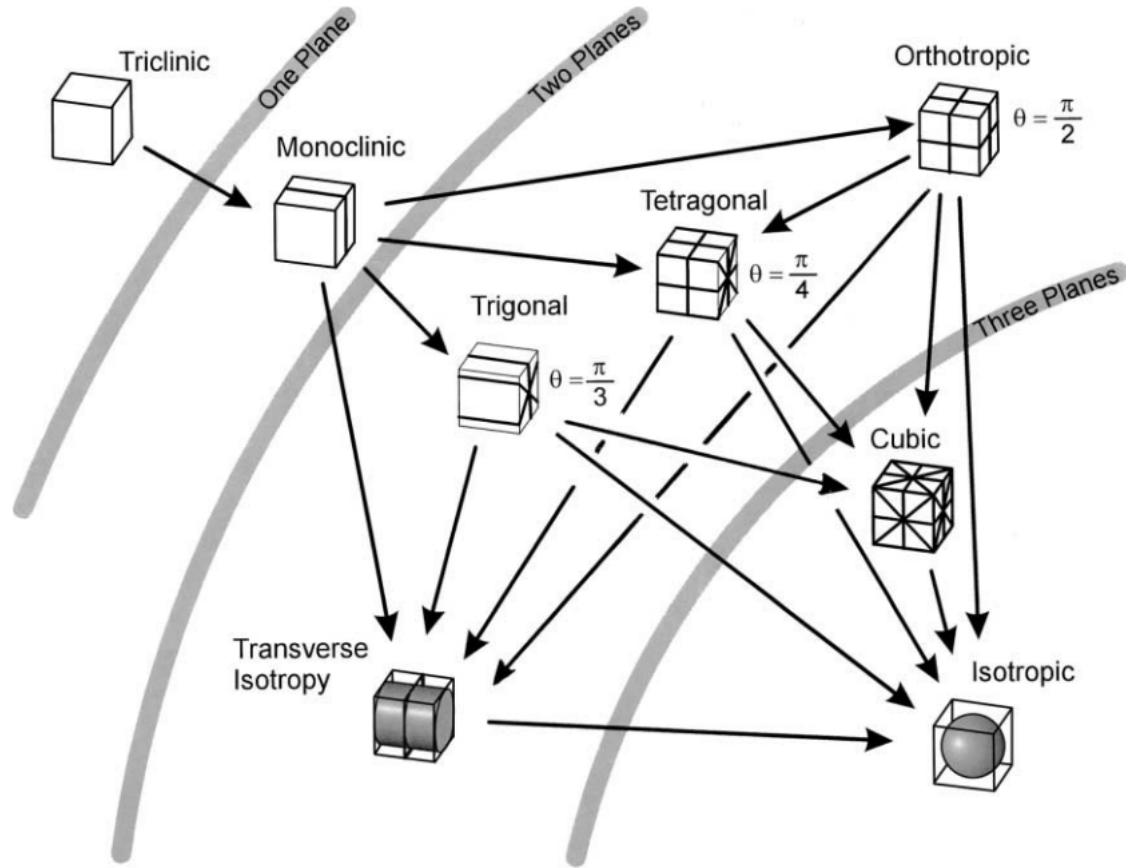 Triclinic
One Plane
Two Planes
Orthotropic
θ = π/2
Monoclinic
Tetragonal
θ = π/4
Three Planes
Trigonal
θ = π/3
Cubic
Transverse
Isotropy
Isotropic